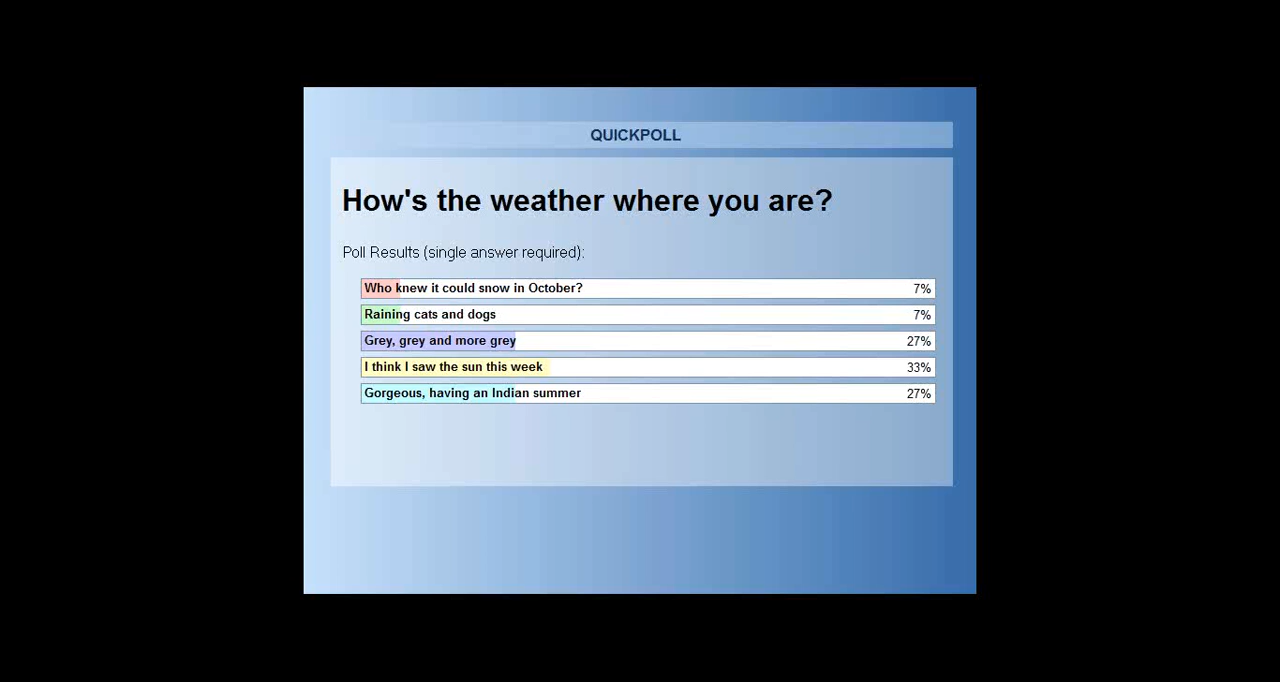 QUICKPOLL
How's the weather where you are?
Poll Results (single answer required):
Who knew it could snow in October? 7%
Raining cats and dogs 7%
Grey, grey and more grey 27%
I think I saw the sun this week 33%
Gorgeous, having an Indian summer 27%